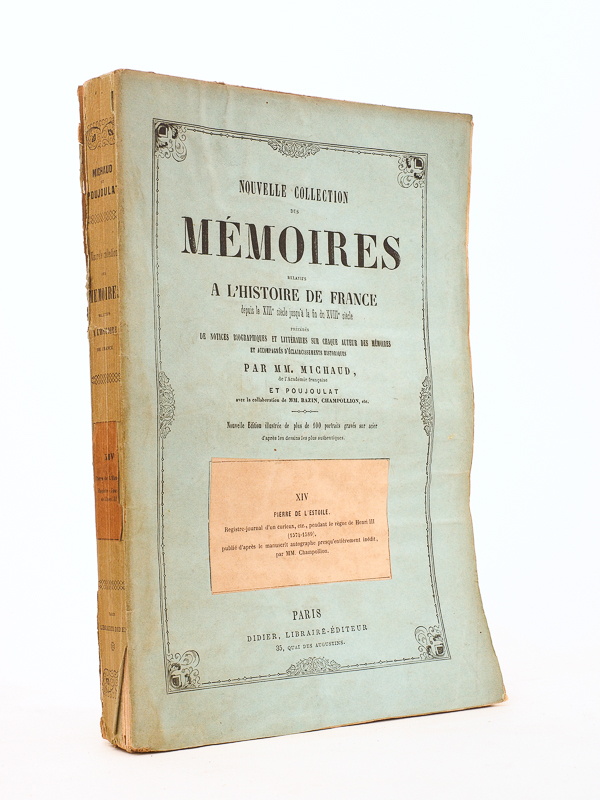 NOUVELLE COLLECTION
DES
MÉMOIRES
RELATIFS
A L'HISTOIRE DE FRANCE
depuis le XIIIe siècle jusqu'à la fin du XVIIIe siècle
PRÉCÉDÉS
DE NOTICES BIOGRAPHIQUES ET LITTÉRAIRES SUR CHAQUE AUTEUR DES MÉMOIRES
ET ACCOMPAGNÉS D'ÉCLAIRCISSEMENTS HISTORIQUES
PAR MM. MICHAUD,
de l'Académie française
ET POUJOULAT
avec la collaboration de MM. BAZIN, CHAMPOLLION, etc.
Nouvelle Édition illustrée de plus de 100 portraits gravés sur acier
d'après les dessins les plus authentiques.
XIV
PIERRE DE L'ESTOILE.
Registre-journal d'un curieux, etc., pendant le règne de Henri III
(1574-1589),
publié d'après le manuscrit autographe presqu'entièrement inédit,
par MM. Champollion.
PARIS
DIDIER, LIBRAIRE-ÉDITEUR
35, QUAI DES AUGUSTINS.
MICHAUD
POUJOULAT
Nouvelle collection
MÉMOIRES
XIV